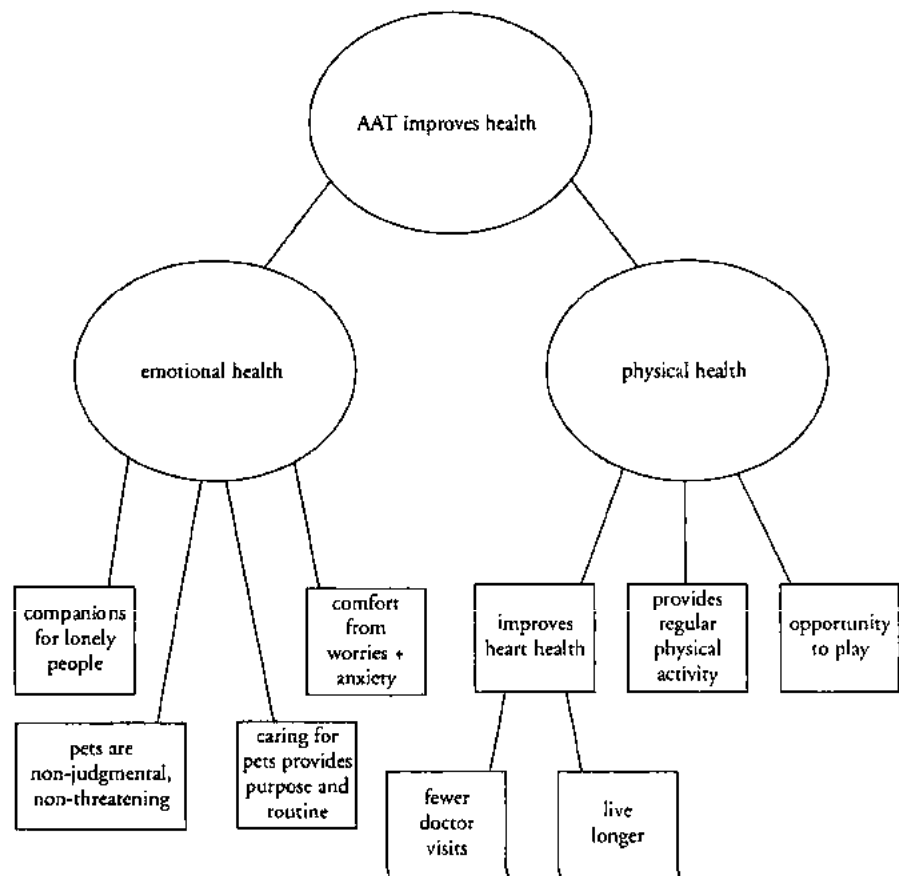 AAT improves health
emotional health
physical health
companions
for lonely
people
pets are
non-judgmental,
non-threatening
caring for
pets provides
purpose and
routine
comfort
from
worries +
anxiety
improves
heart health
provides
regular
physical
activity
opportunity
to play
fewer
doctor
visits
live
longer